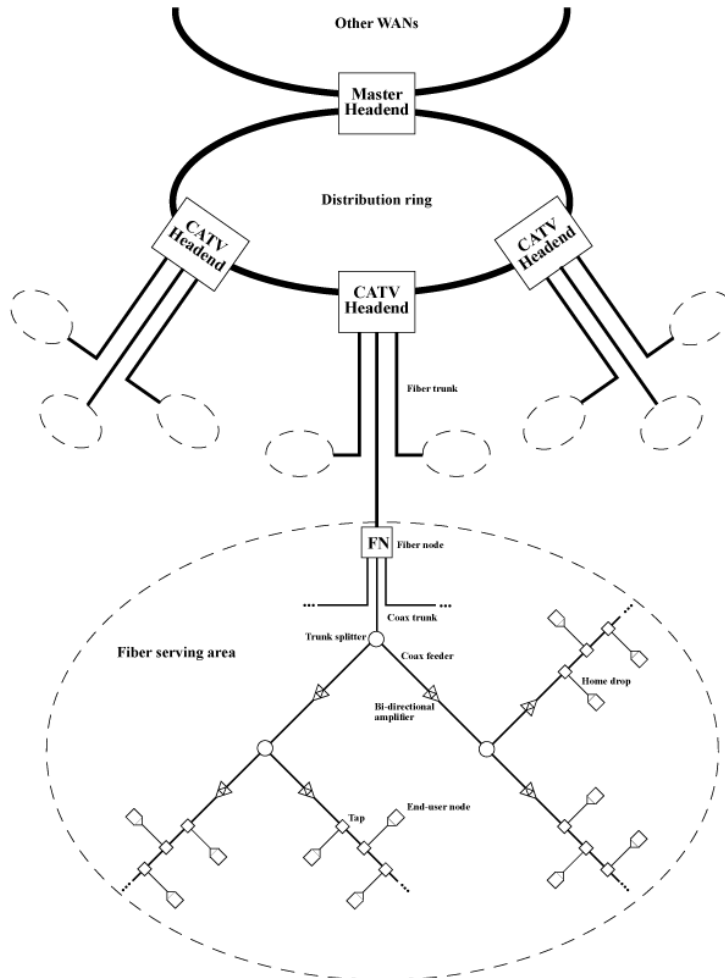 Other WANs
Master
Headend
Distribution ring
CATV
Headend
CATV
Headend
CATV
Headend
Fiber trunk
FN
Fiber node
...
...
Coax trunk
Trunk splitter
Fiber serving area
Coax feeder
Home drop
Bi-directional
amplifier
End-user node
Tap